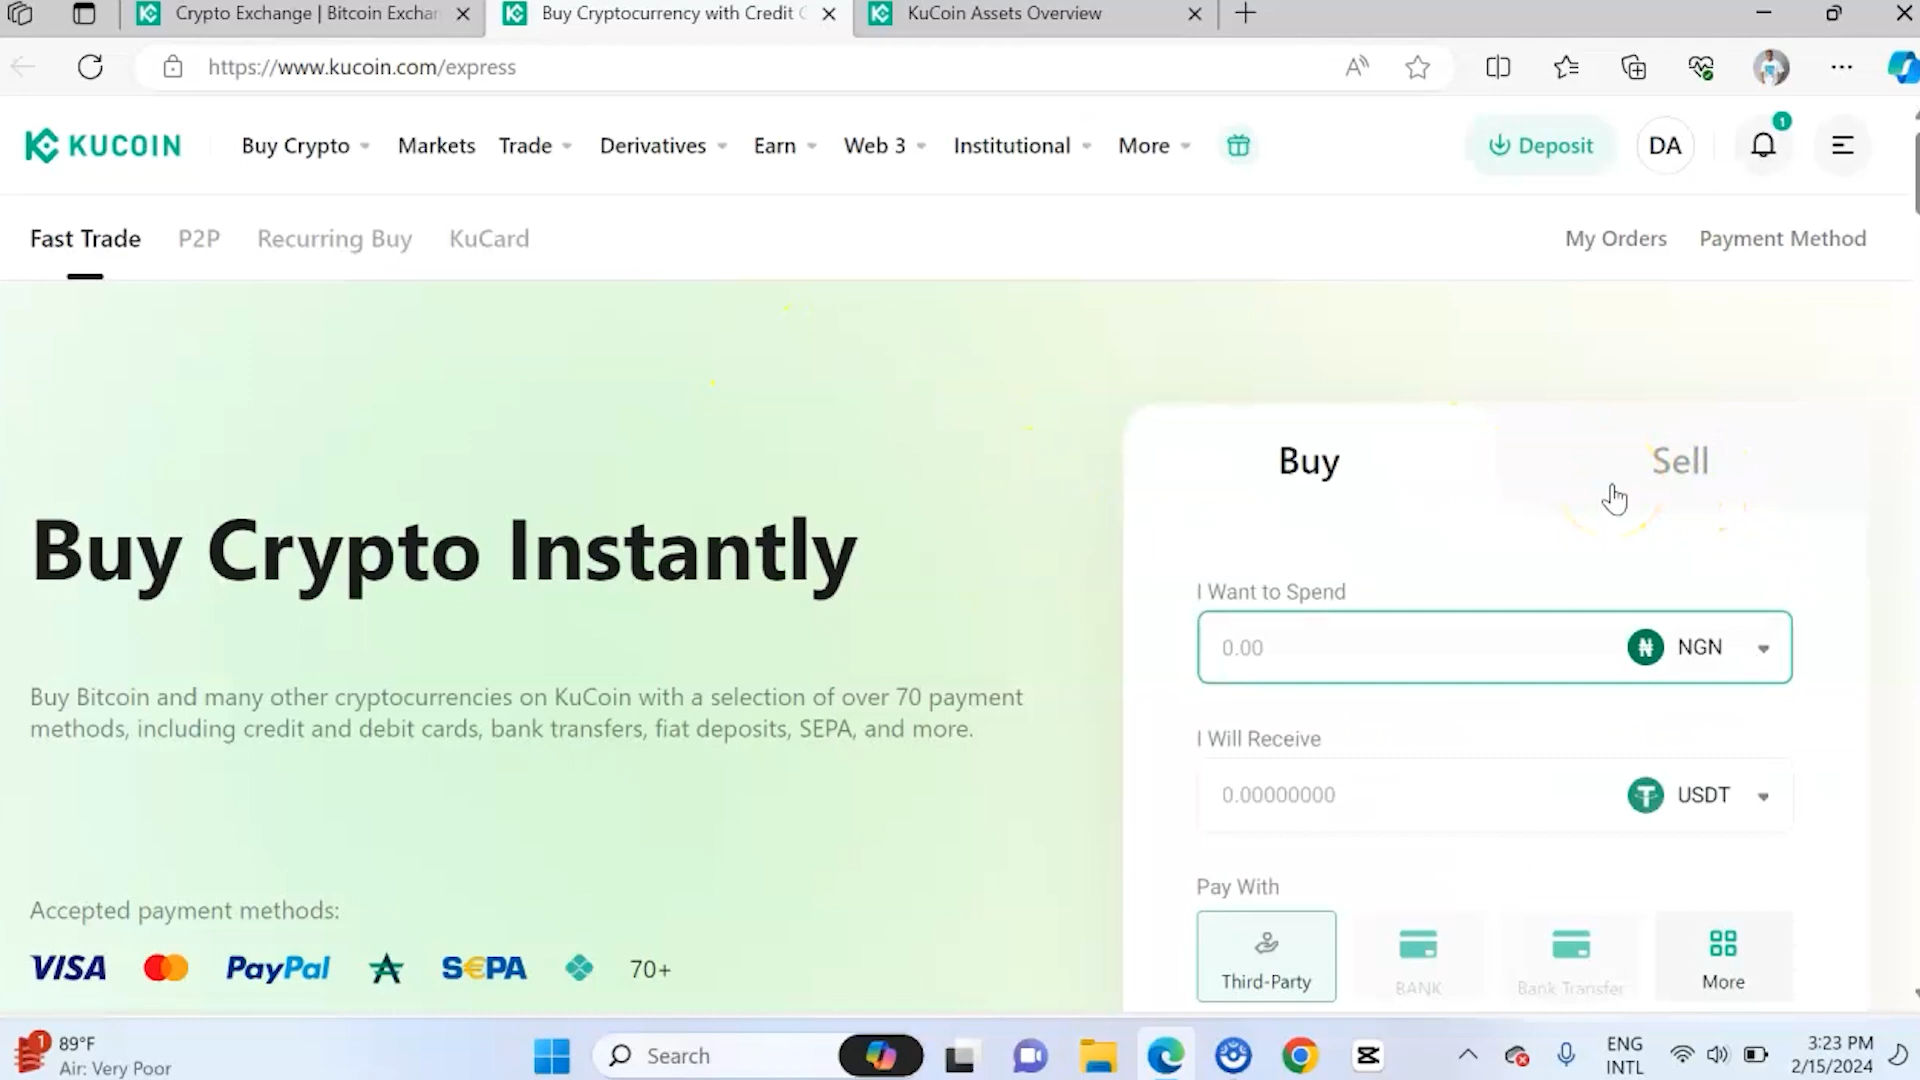 Crypto Exchange | Bitcoin Exchan
Buy Cryptocurrency with Credit C
KuCoin Assets Overview
https://www.kucoin.com/express
KUCOIN
Buy Crypto
Markets
Trade
Derivatives
Earn
Web 3
Institutional
More
Deposit
DA
1
Fast Trade
P2P
Recurring Buy
KuCard
My Orders
Payment Method
Buy
Sell
Buy Crypto Instantly
I Want to Spend
0.00
NGN
Buy Bitcoin and many other cryptocurrencies on KuCoin with a selection of over 70 payment
methods, including credit and debit cards, bank transfers, fiat deposits, SEPA, and more.
I Will Receive
0.00000000
USDT
Pay With
Third-Party
BANK
Bank Transfer
More
Accepted payment methods:
VISA
PayPal
S€PA
70+
1
89°F
Air: Very Poor
Search
ENG
INTL
3:23 PM
2/15/2024